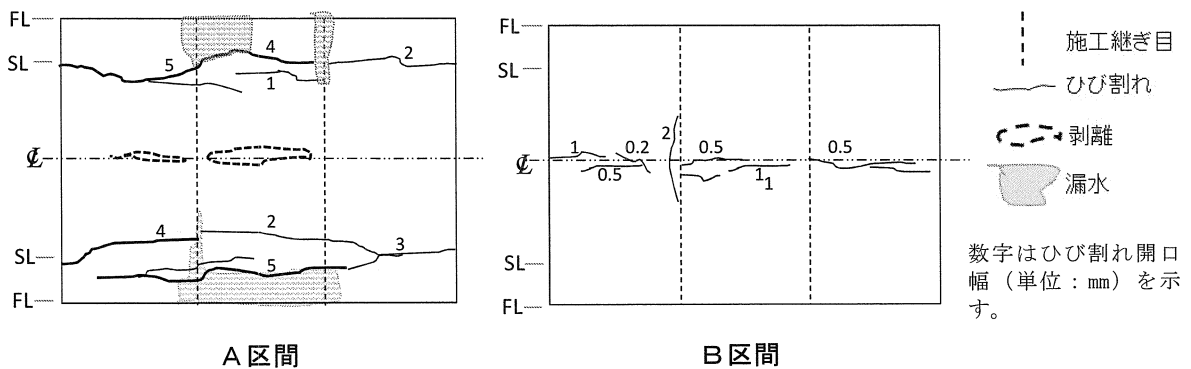 FL
SL
℄
SL
FL
5
4
2
1
4
2
3
5
A区間
FL
SL
℄
SL
FL
1
0.2
0.5
2
0.5
1
1
0.5
B区間
施工継ぎ目
ひび割れ
剥離
漏水
数字はひび割れ開口
幅（単位：mm）を示
す。